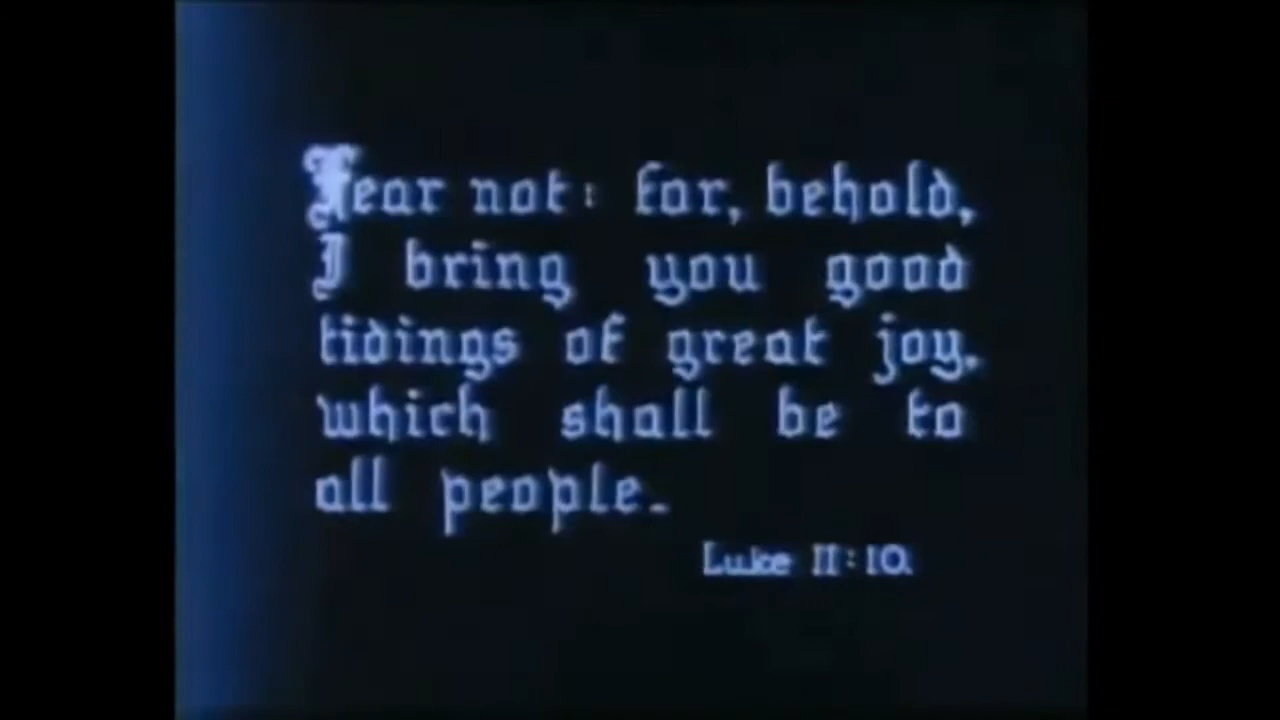 Fear not: for, behold,
I bring you good
tidings of great joy,
which shall be to
all people.
Luke II:10.